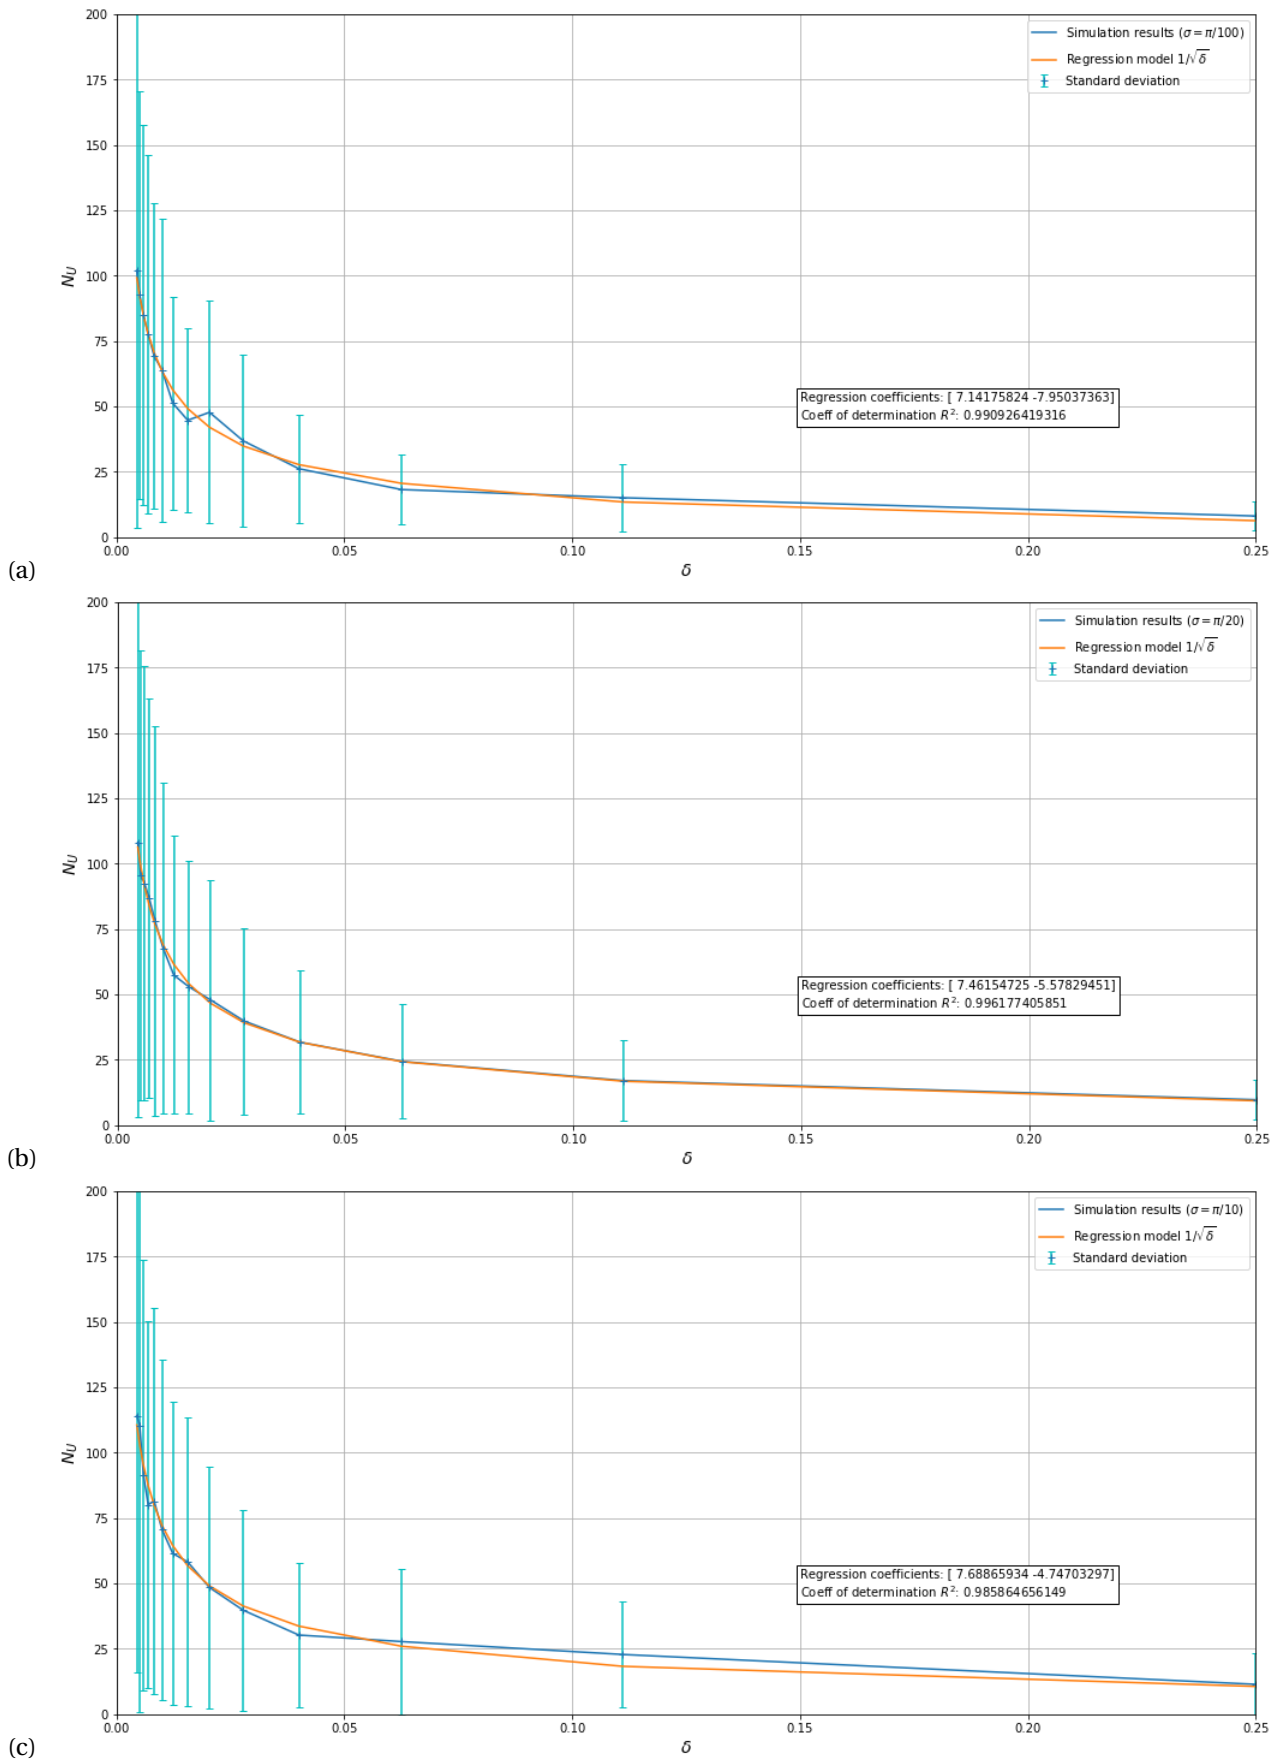 200
175
150
125
100
75
50
25
0
N_U
0.00 0.05 0.10 0.15 0.20 0.25
δ
Simulation results (σ = π/100)
Regression model 1/√δ
Standard deviation
Regression coefficients: [ 7.14175824 -7.95037363]
Coeff of determination R²: 0.990926419316
(a)
200
175
150
125
100
75
50
25
0
N_U
0.00 0.05 0.10 0.15 0.20 0.25
δ
Simulation results (σ = π/20)
Regression model 1/√δ
Standard deviation
Regression coefficients: [ 7.46154725 -5.57829451]
Coeff of determination R²: 0.996177405851
(b)
200
175
150
125
100
75
50
25
0
N_U
0.00 0.05 0.10 0.15 0.20 0.25
δ
Simulation results (σ = π/10)
Regression model 1/√δ
Standard deviation
Regression coefficients: [ 7.68865934 -4.74703297]
Coeff of determination R²: 0.985864656149
(c)